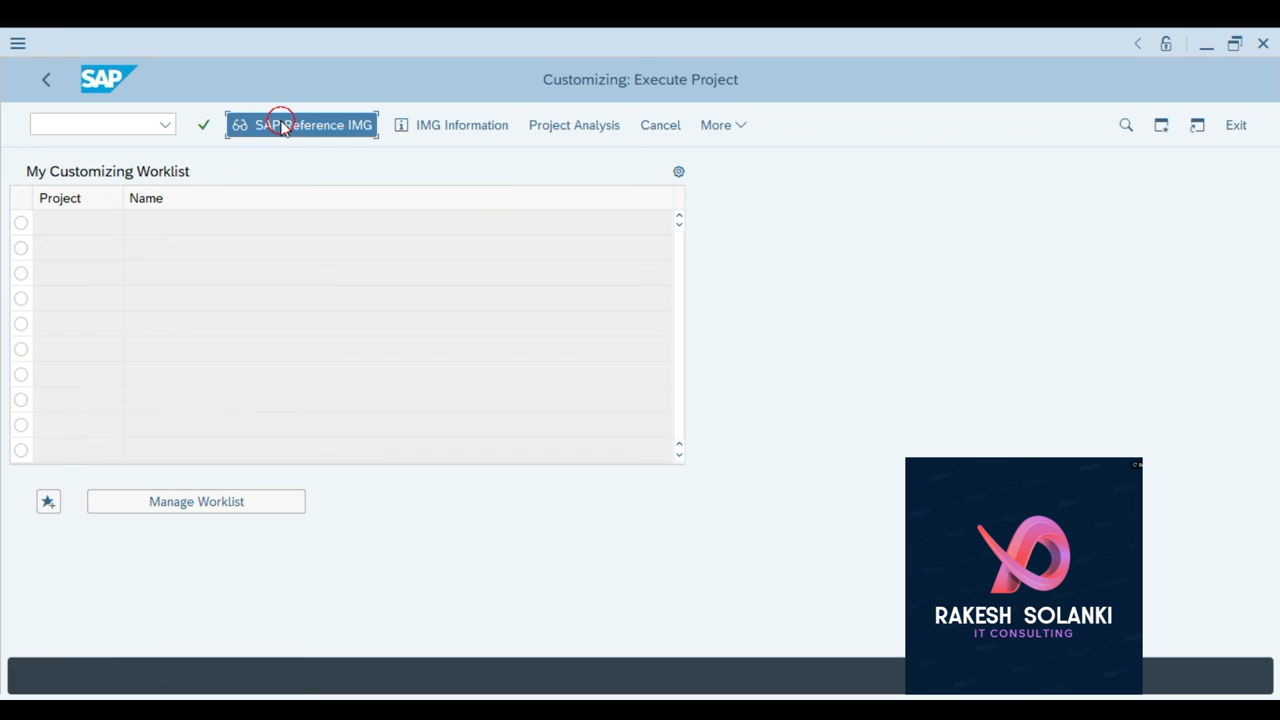 SAP
Customizing: Execute Project
SAP Reference IMG
IMG Information
Project Analysis
Cancel
More
Exit
My Customizing Worklist
Project
Name
Manage Worklist
RAKESH SOLANKI
IT CONSULTING